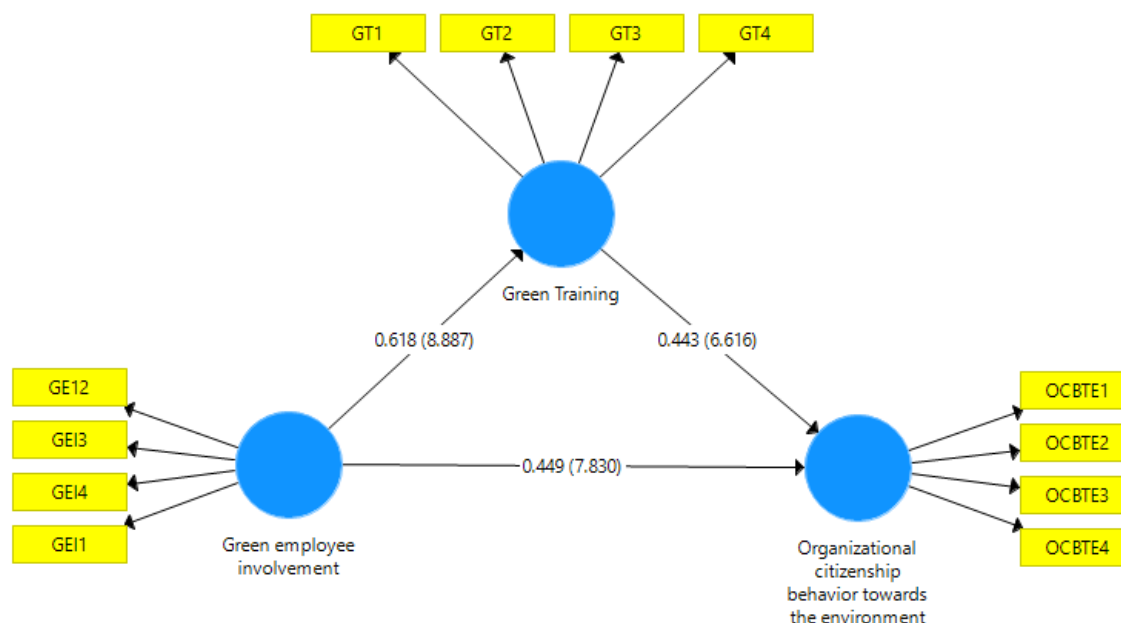 GT1
GT2
GT3
GT4
Green Training
0.618 (8.887)
0.443 (6.616)
GE12
GEI3
GEI4
GEI1
Green employee
involvement
0.449 (7.830)
OCBTE1
OCBTE2
OCBTE3
OCBTE4
Organizational
citizenship
behavior towards
the environment